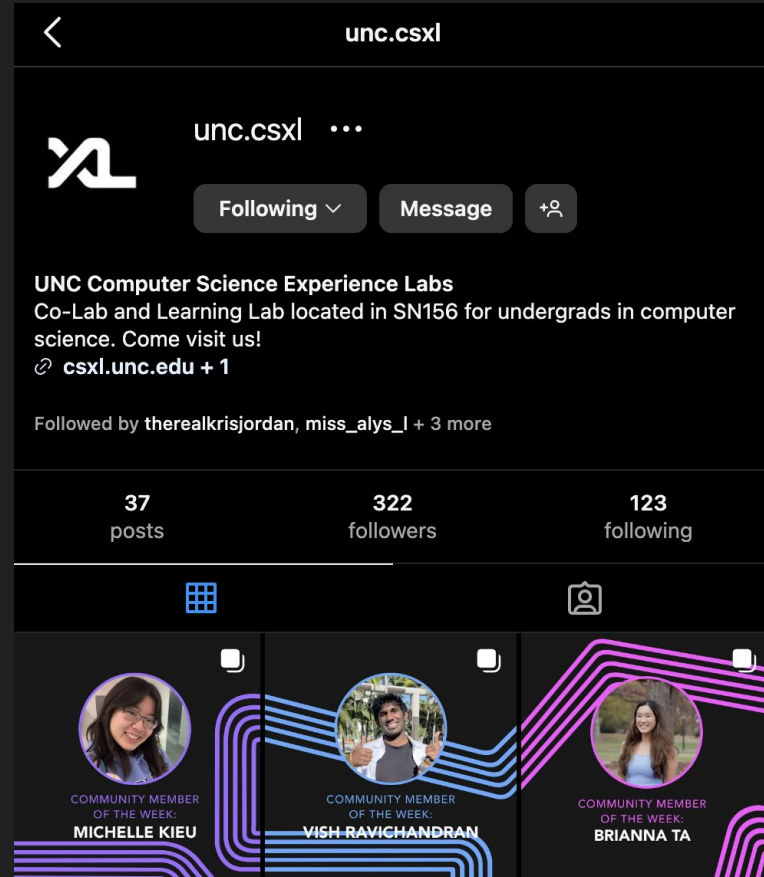 unc.csxl
unc.csxl
XL
Following
Message
UNC Computer Science Experience Labs
Co-Lab and Learning Lab located in SN156 for undergrads in computer
science. Come visit us!
csxl.unc.edu + 1
Followed by therealkrisjordan, miss_alys_l + 3 more
37
posts
322
followers
123
following
COMMUNITY MEMBER
OF THE WEEK:
MICHELLE KIEU
COMMUNITY MEMBER
OF THE WEEK:
VISH RAVICHANDRAN
COMMUNITY MEMBER
OF THE WEEK:
BRIANNA TA